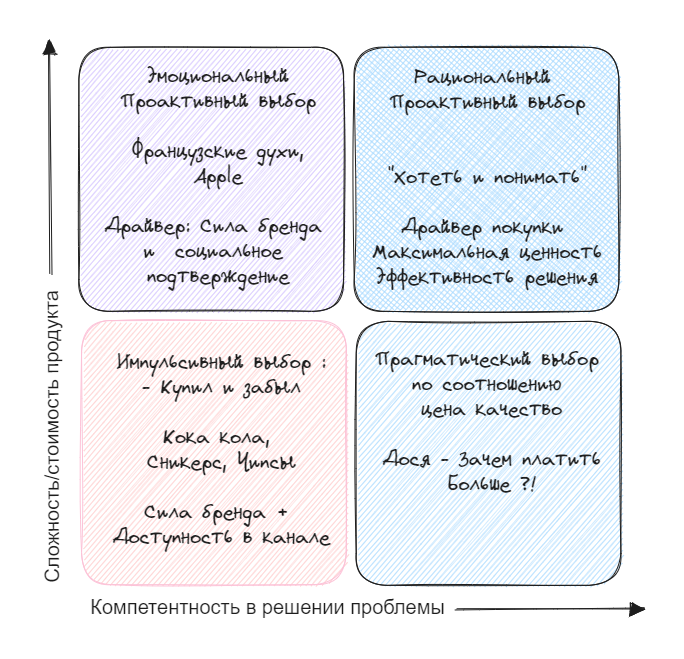 Эмоциональный
Проактивный выбор
Французские духи,
Apple
Драйвер: Сила бренда
и социальное
подтверждение
Рациональный
Проактивный выбор
"Хотеть и понимать"
Драйвер покупки
Максимальная ценность
Эффективность решения
Импульсивный выбор :
- Купил и забыл
Кока кола,
Сникерс, Чипсы
Сила бренда +
Доступность в канале
Прагматический выбор
по соотношению
цена качество
Дося - Зачем платить
Больше ?!
Сложность/стоимость продукта
Компетентность в решении проблемы